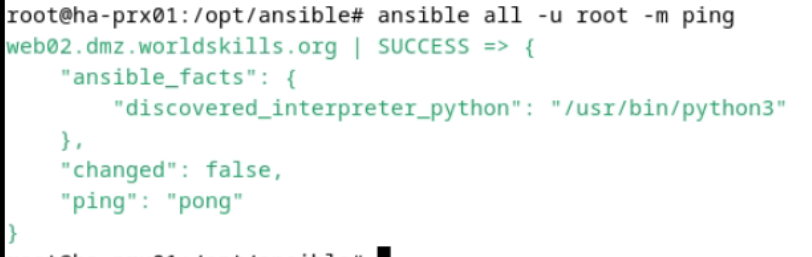 root@ha-prx01:/opt/ansible# ansible all -u root -m ping
web02.dmz.worldskills.org | SUCCESS => {
    "ansible_facts": {
        "discovered_interpreter_python": "/usr/bin/python3"
    },
    "changed": false,
    "ping": "pong"
}